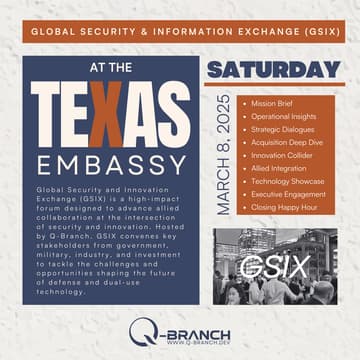 GLOBAL SECURITY & INFORMATION EXCHANGE (GSIX)
AT THE
TEXAS
EMBASSY
Global Security and Innovation
Exchange (GSIX) is a high-impact
forum designed to advance allied
collaboration at the intersection
of security and innovation. Hosted
by Q-Branch, GSIX convenes key
stakeholders from government,
military, industry, and investment
to tackle the challenges and
opportunities shaping the future
of defense and dual-use
technology.
SATURDAY
MARCH 8, 2025
• Mission Brief
• Operational Insights
• Strategic Dialogues
• Acquisition Deep Dive
• Innovation Collider
• Allied Integration
• Technology Showcase
• Executive Engagement
• Closing Happy Hour
GSIX
Q-BRANCH
WWW.Q-BRANCH.DEV